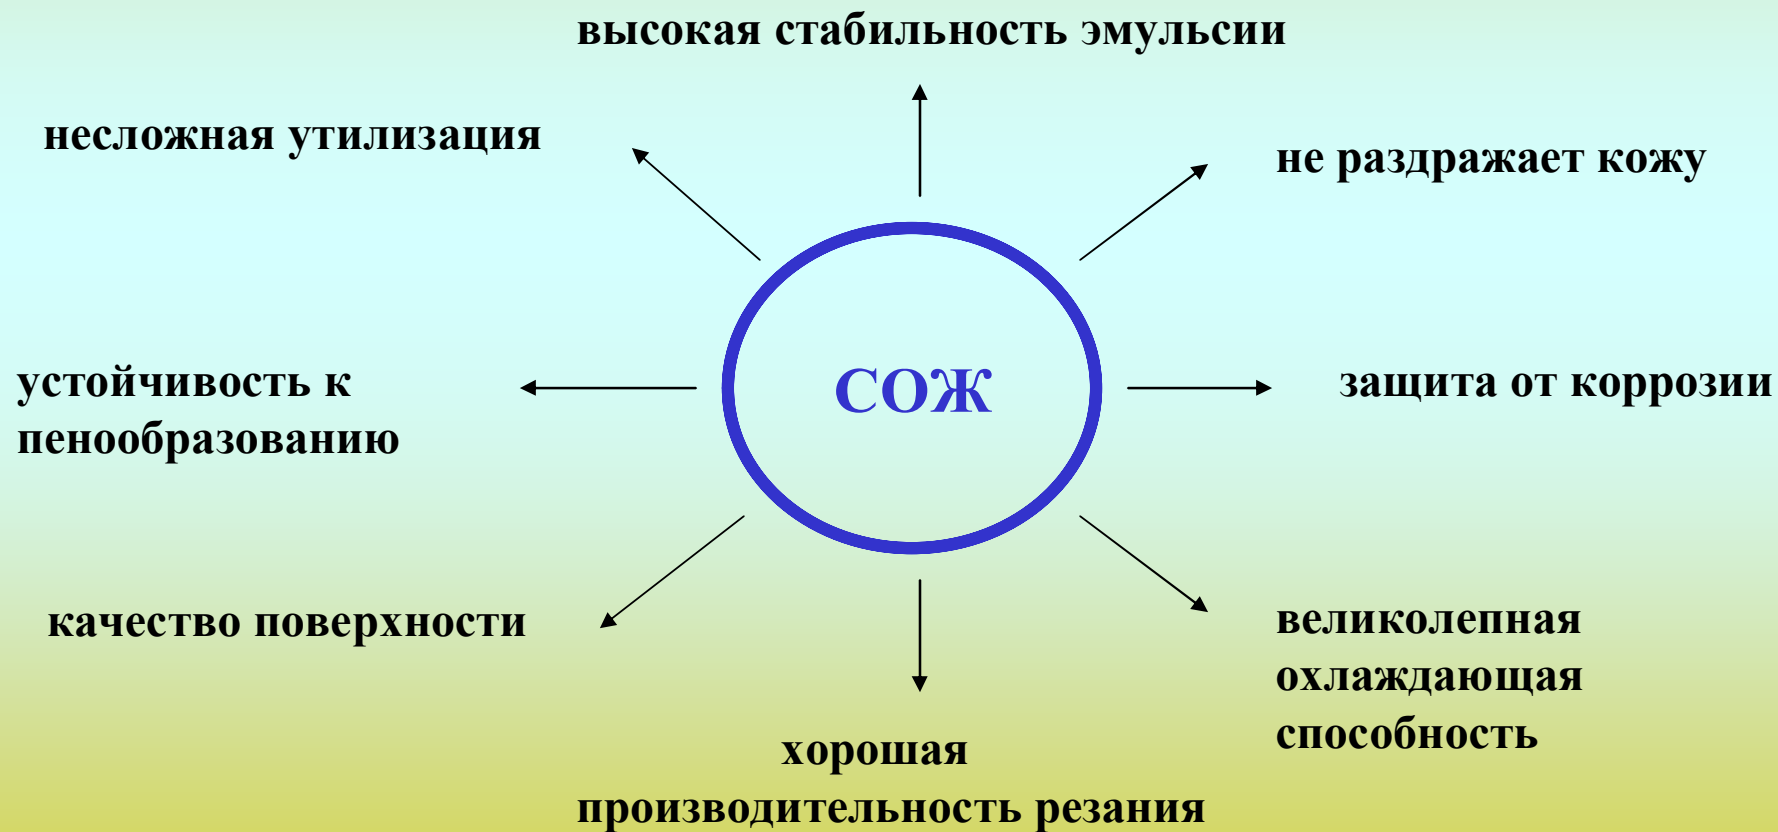 высокая стабильность эмульсии
несложная утилизация
не раздражает кожу
СОЖ
устойчивость к
пенообразованию
защита от коррозии
качество поверхности
великолепная
охлаждающая
способность
хорошая
производительность резания